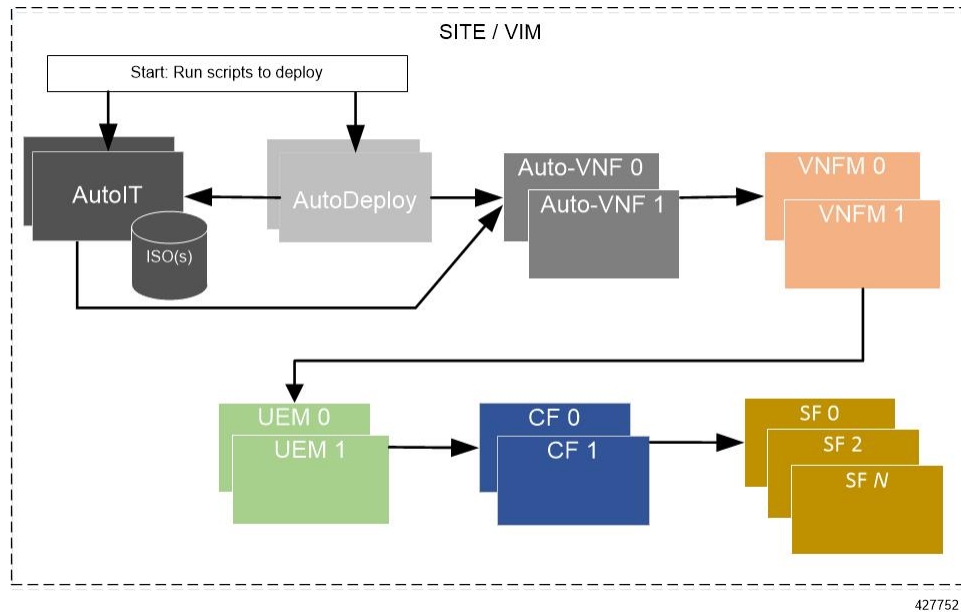 SITE / VIM
Start: Run scripts to deploy
AutoIT
ISO(s)
AutoDeploy
Auto-VNF 0
Auto-VNF 1
VNFM 0
VNFM 1
UEM 0
UEM 1
CF 0
CF 1
SF 0
SF 2
SF N
427752